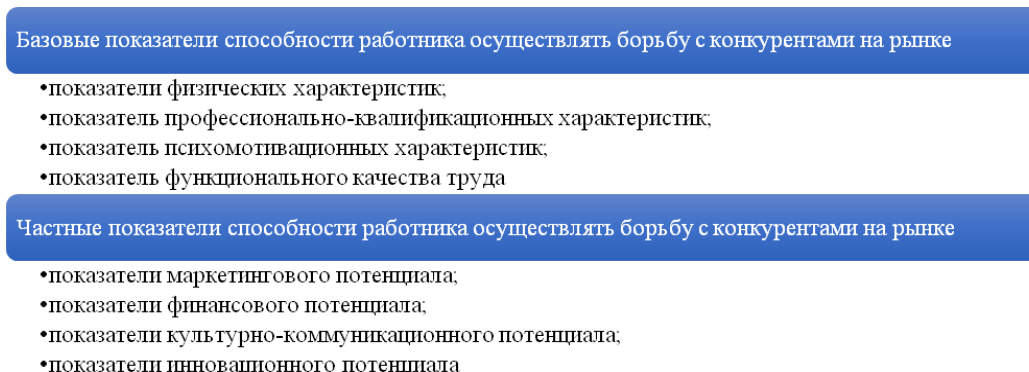 Базовые показатели способности работника осуществлять борьбу с конкурентами на рынке
•показатели физических характеристик;
•показатель профессионально-квалификационных характеристик;
•показатель психомотивационных характеристик;
•показатель функционального качества труда
Частные показатели способности работника осуществлять борьбу с конкурентами на рынке
•показатели маркетингового потенциала;
•показатели финансового потенциала;
•показатели культурно-коммуникационного потенциала;
•показатели инновационного потенциала